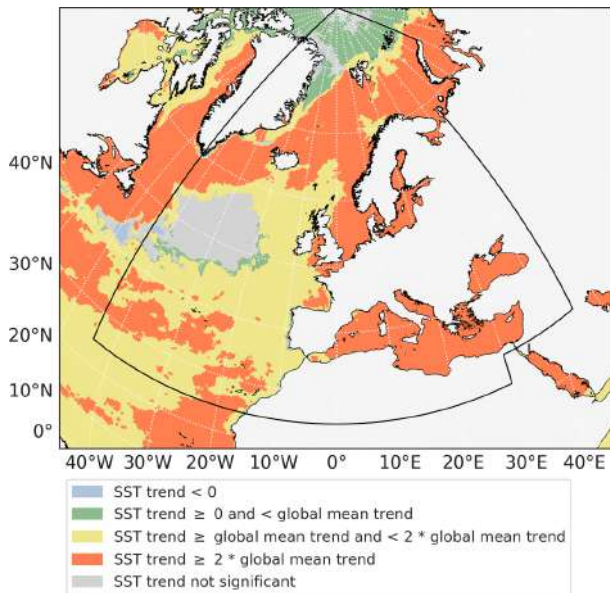 40°N
30°N
20°N
10°N
0°
40°W 30°W 20°W 10°W 0° 10°E 20°E 30°E 40°E
SST trend < 0
SST trend ≥ 0 and < global mean trend
SST trend ≥ global mean trend and < 2 * global mean trend
SST trend ≥ 2 * global mean trend
SST trend not significant